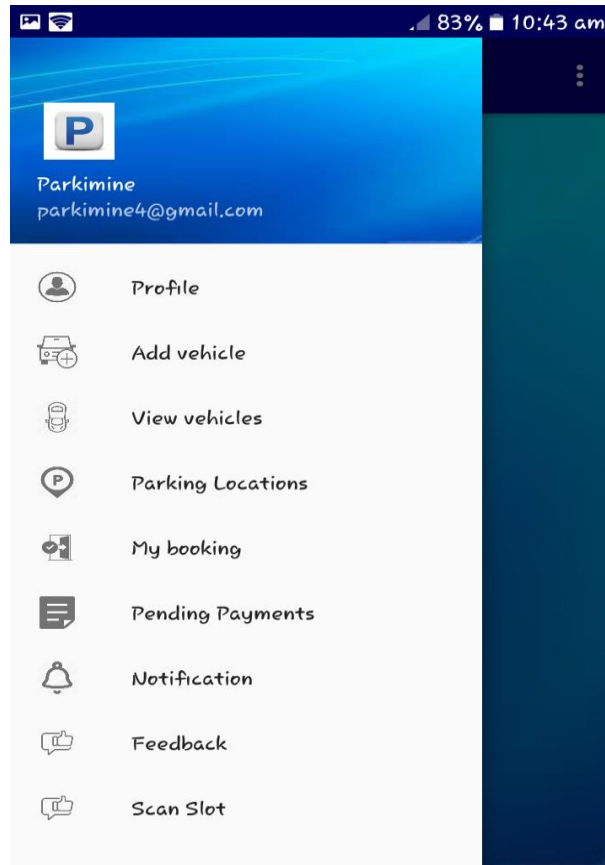 83% 10:43 am
P
Parkimine
parkimine4@gmail.com
Profile
Add vehicle
View vehicles
P Parking Locations
My booking
Pending Payments
Notification
Feedback
Scan Slot